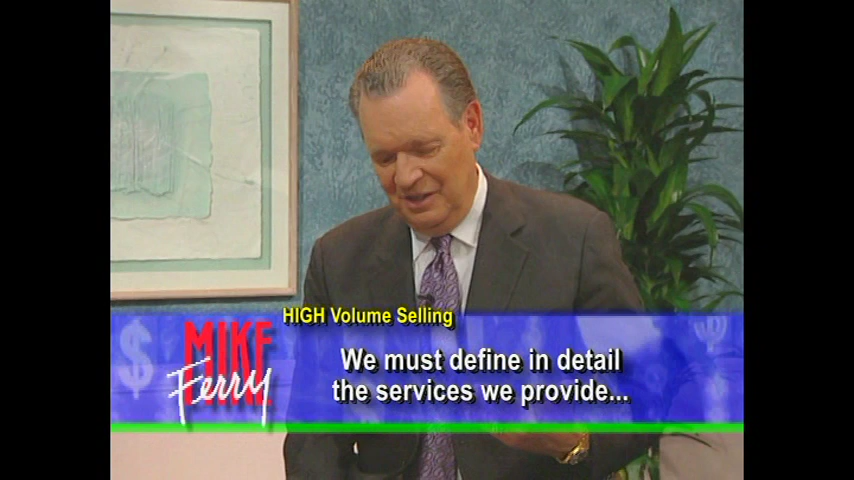 HIGH Volume Selling
MIKE
Ferry
We must define in detail
the services we provide...
$